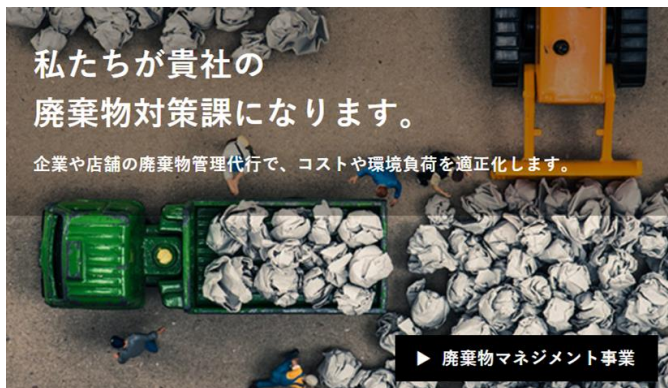 私たちが貴社の
廃棄物対策課になります。
企業や店舗の廃棄物管理代行で、コストや環境負荷を適正化します。
▶ 廃棄物マネジメント事業